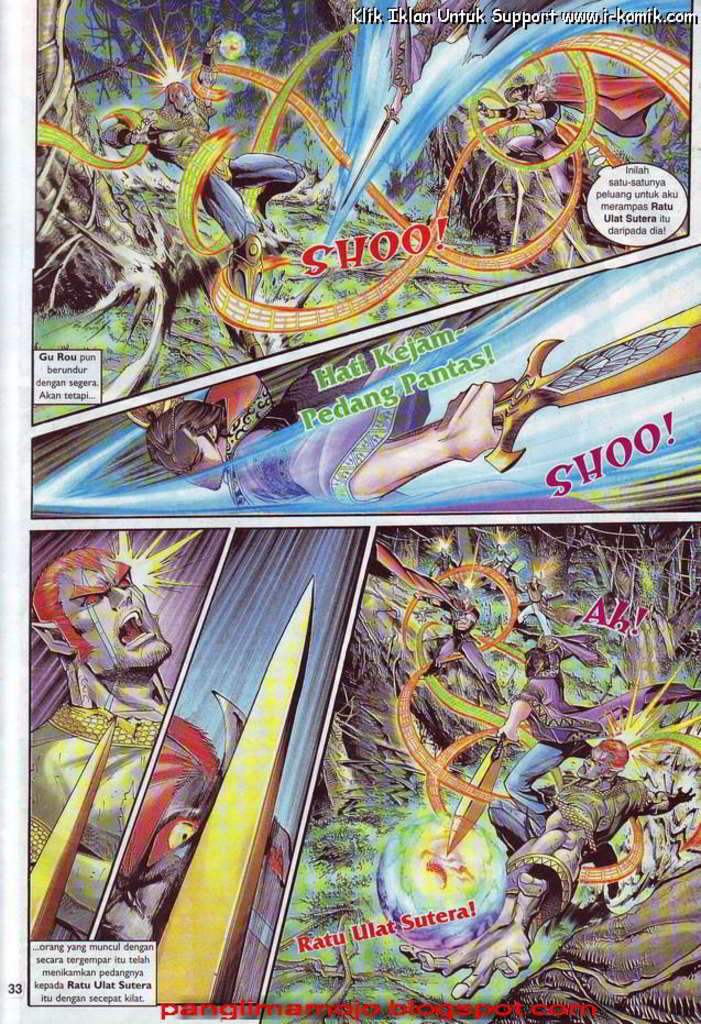 Klik Iklan Untuk Support www.i-komik.com
Inilah
satu-satunya
peluang untuk aku
merampas Ratu
Ulat Sutera itu
daripada dia!
SHOO!
Gu Rou pun
berundur
dengan segera.
Akan tetapi...
Hati Kejam-
Pedang Pantas!
SHOO!
Ah!
Ratu Ulat Sutera!
...orang yang muncul dengan
secara tergempar itu telah
menikamkan pedangnya
kepada Ratu Ulat Sutera
itu dengan secepat kilat.
33
panglimamojo.blogspot.com